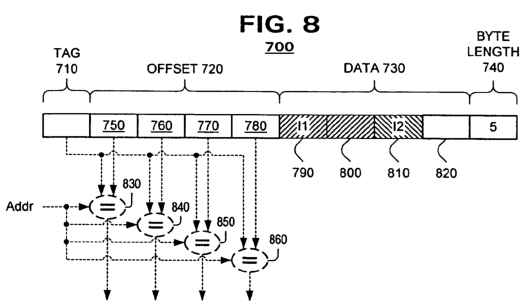 FIG. 8
700
TAG 710
OFFSET 720
DATA 730
BYTE LENGTH 740
750 760 770 780 I1 I2 5
790 800 810 820
Addr
= 830
= 840
= 850
= 860